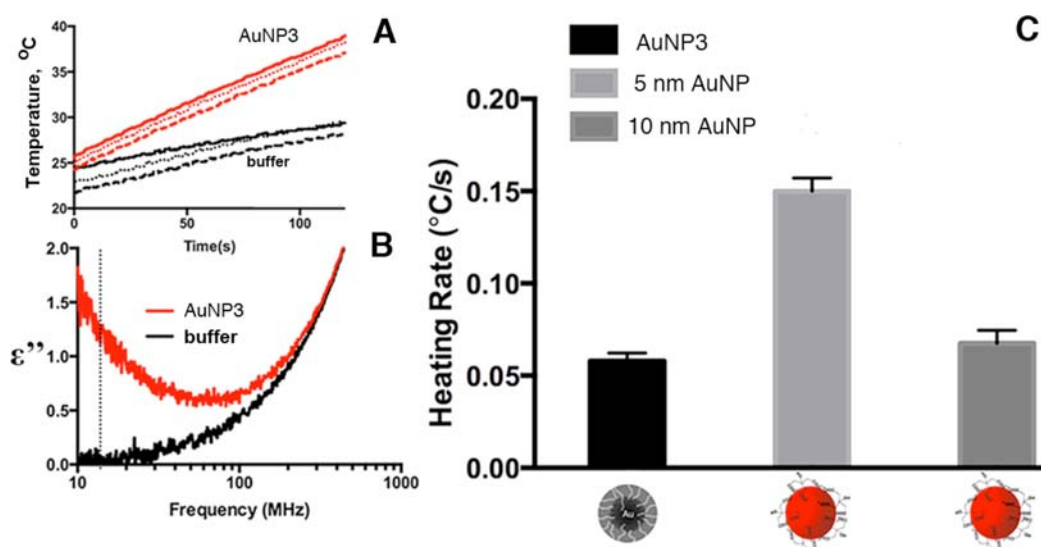 40
35
30
25
20
Temperature, °C
AuNP3
A
buffer
0
50
100
Time(s)
2.0
1.5
1.0
0.5
0.0
ε’’
B
AuNP3
buffer
10
100
1000
Frequency (MHz)
C
AuNP3
5 nm AuNP
10 nm AuNP
0.20
0.15
0.10
0.05
0.00
Heating Rate (°C/s)
Au